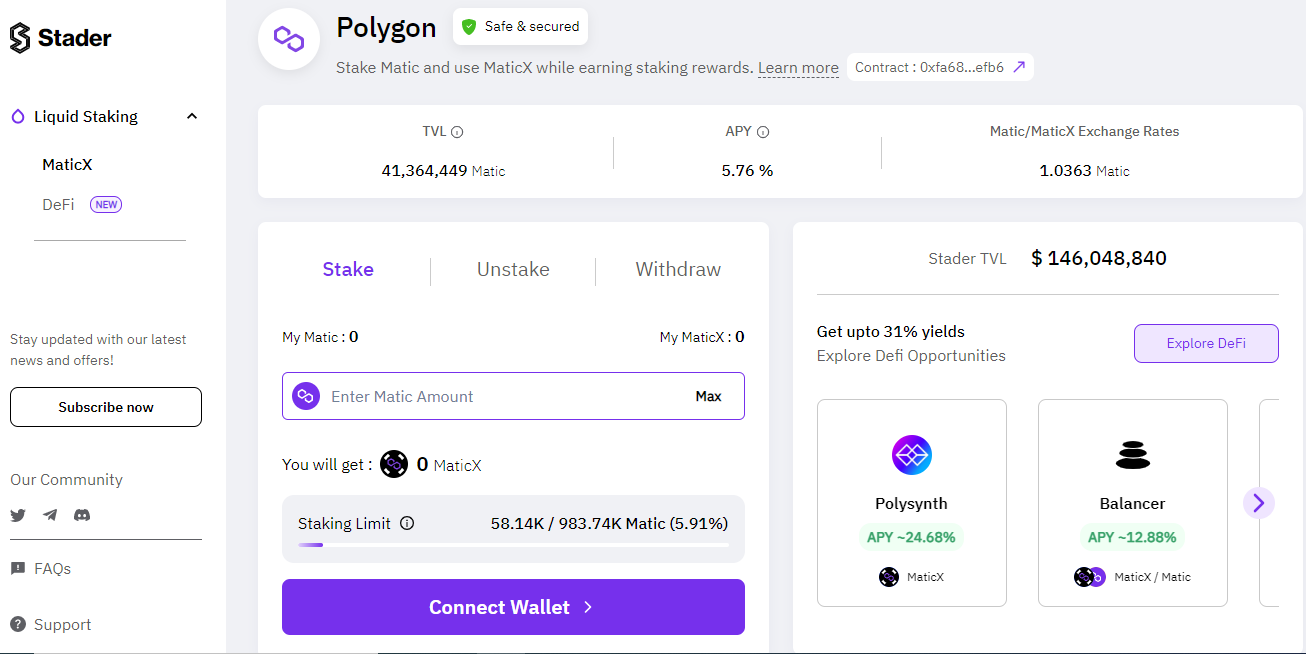 Stader
Liquid Staking
MaticX
DeFi NEW
Stay updated with our latest
news and offers!
Subscribe now
Our Community
FAQs
Support
Polygon
Safe & secured
Stake Matic and use MaticX while earning staking rewards. Learn more
Contract : 0xfa68...efb6
TVL
41,364,449 Matic
APY
5.76 %
Matic/MaticX Exchange Rates
1.0363 Matic
Stake Unstake Withdraw
My Matic : 0 My MaticX : 0
Enter Matic Amount Max
You will get : 0 MaticX
Staking Limit 58.14K / 983.74K Matic (5.91%)
Connect Wallet
Stader TVL $ 146,048,840
Get upto 31% yields
Explore Defi Opportunities
Explore DeFi
Polysynth
APY ~24.68%
MaticX
Balancer
APY ~12.88%
MaticX / Matic